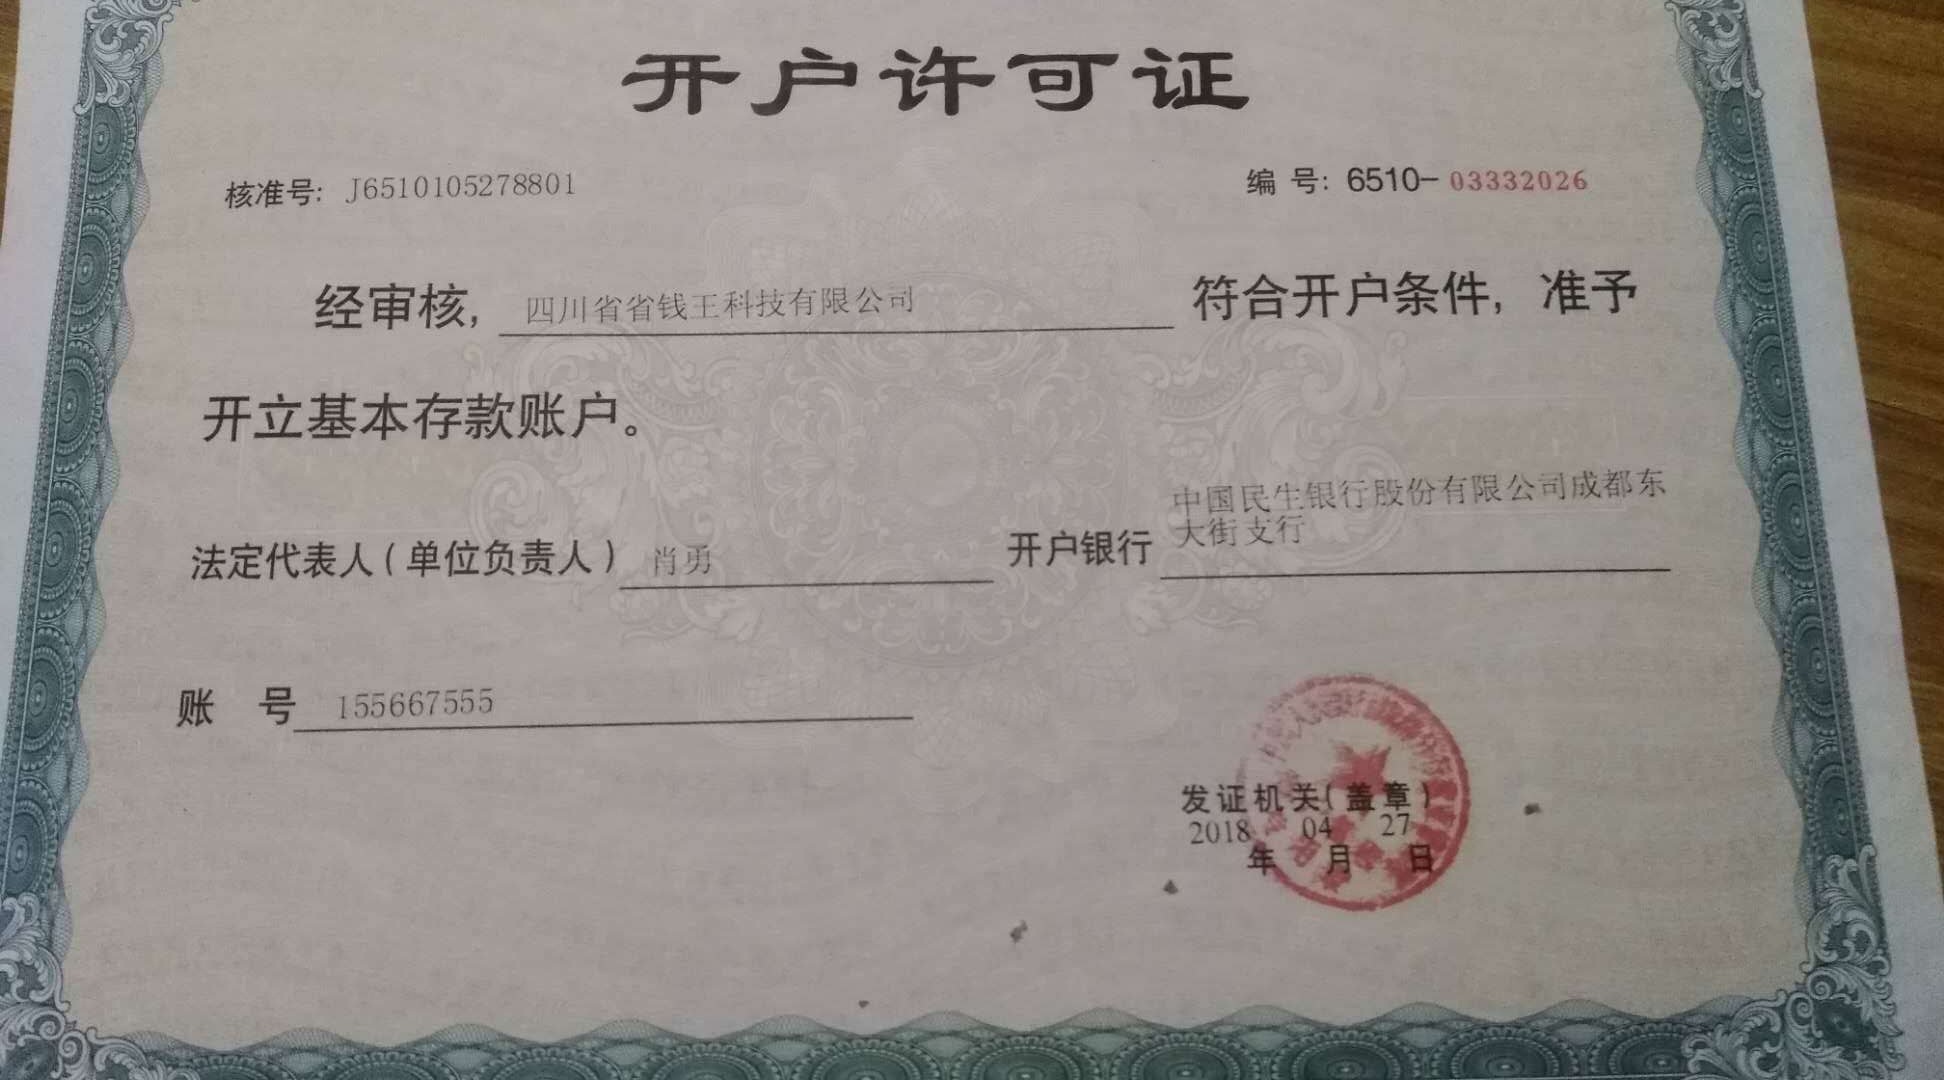 开户许可证
核准号: J6510105278801 编 号: 6510-03332026
经审核, 四川省省钱王科技有限公司 符合开户条件, 准予
开立基本存款账户。
法定代表人(单位负责人) 肖勇 开户银行 中国民生银行股份有限公司成都东
大街支行
账 号 155667555
发证机关(盖章)
2018 04 27
年 月 日